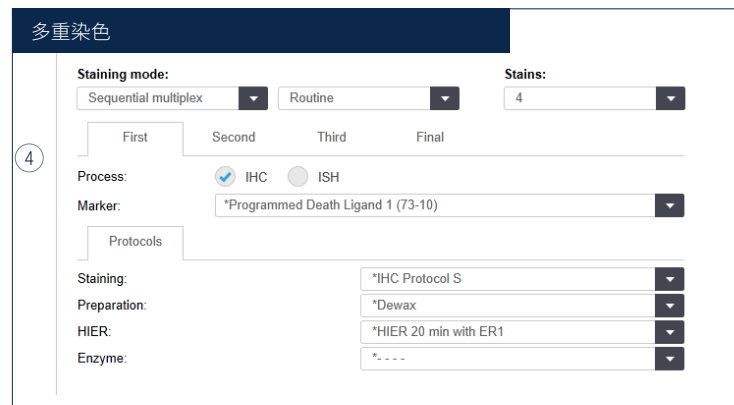 多重染色
Staining mode: Stains:
Sequential multiplex Routine 4
First Second Third Final
4
Process: IHC ISH
Marker: *Programmed Death Ligand 1 (73-10)
Protocols
Staining: *IHC Protocol S
Preparation: *Dewax
HIER: *HIER 20 min with ER1
Enzyme: *- - - -